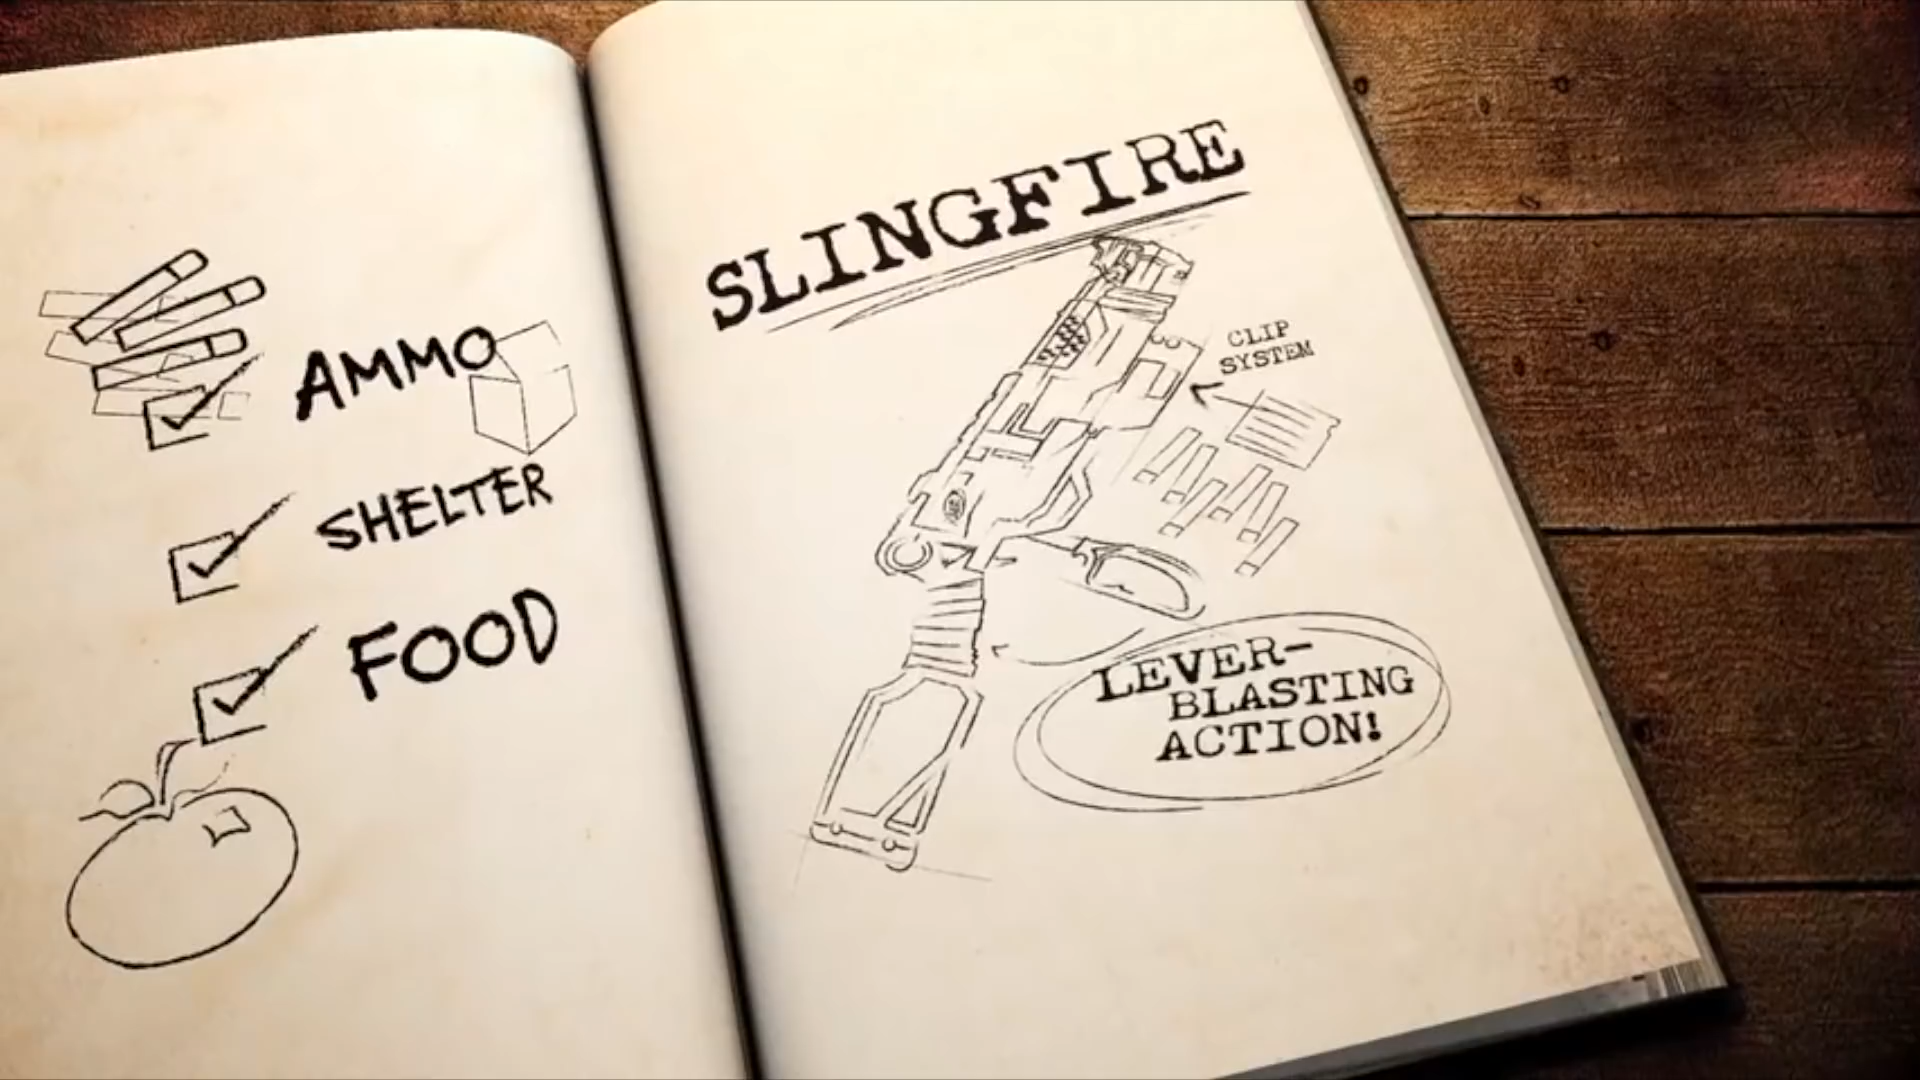 AMMO
SHELTER
FOOD
SLINGFIRE
CLIP
SYSTEM
LEVER-
BLASTING
ACTION!